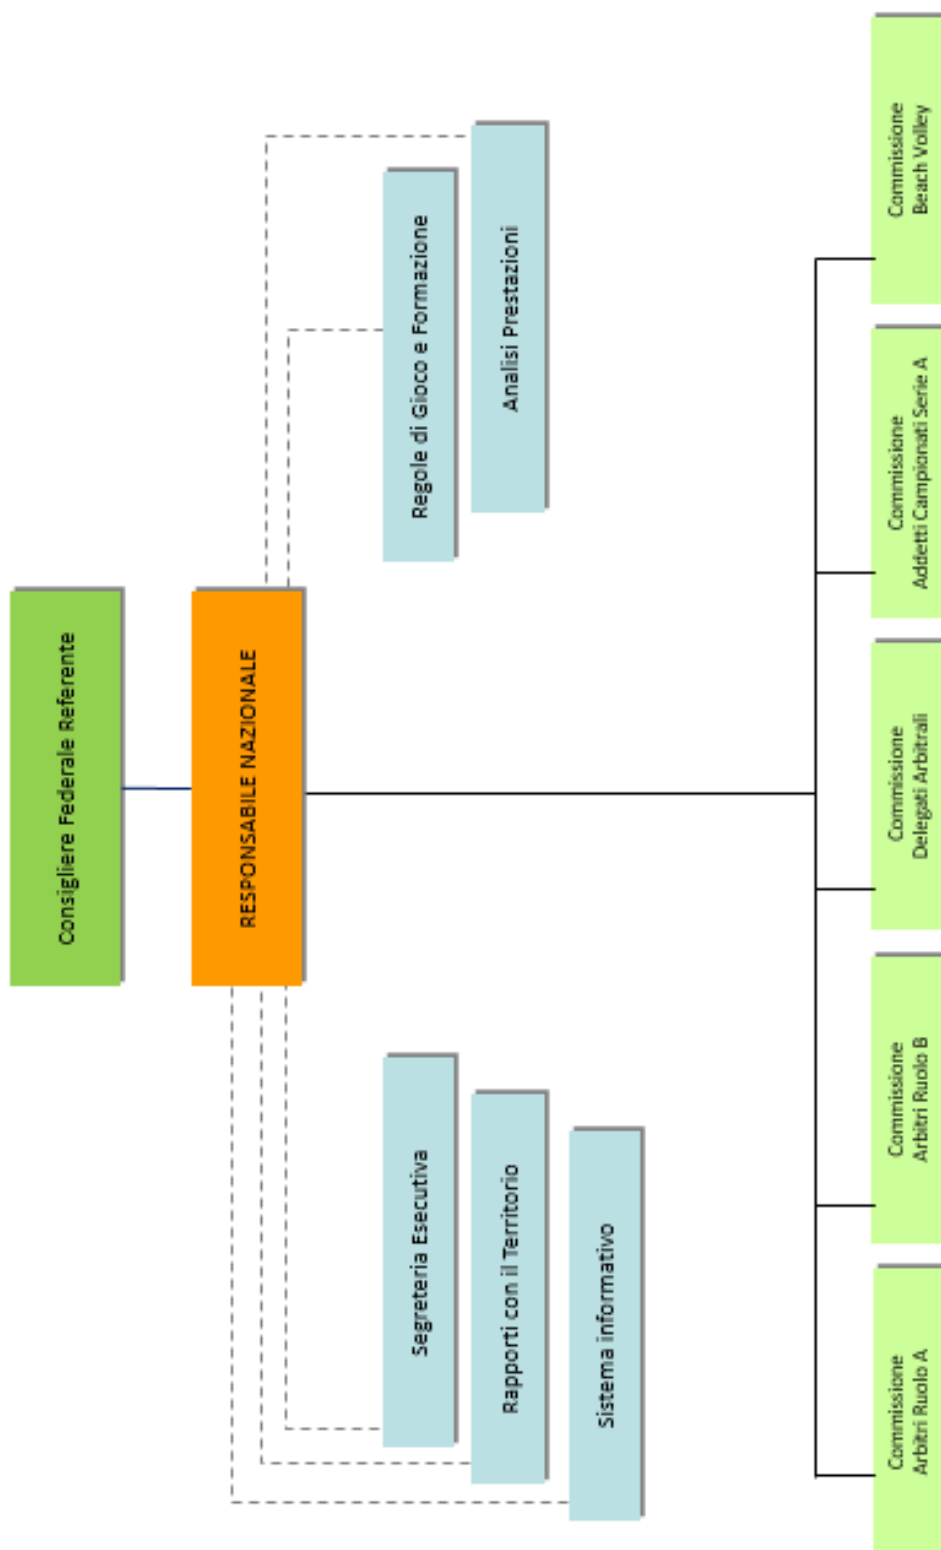 Consigliere Federale Referente
RESPONSABILE NAZIONALE
Segreteria Esecutiva
Rapporti con il Territorio
Sistema informativo
Regole di Gioco e Formazione
Analisi Prestazioni
Commissione
Arbitri Ruolo A
Commissione
Arbitri Ruolo B
Commissione
Delegati Arbitrali
Commissione
Addetti Campionati Serie A
Commissione
Beach Volley